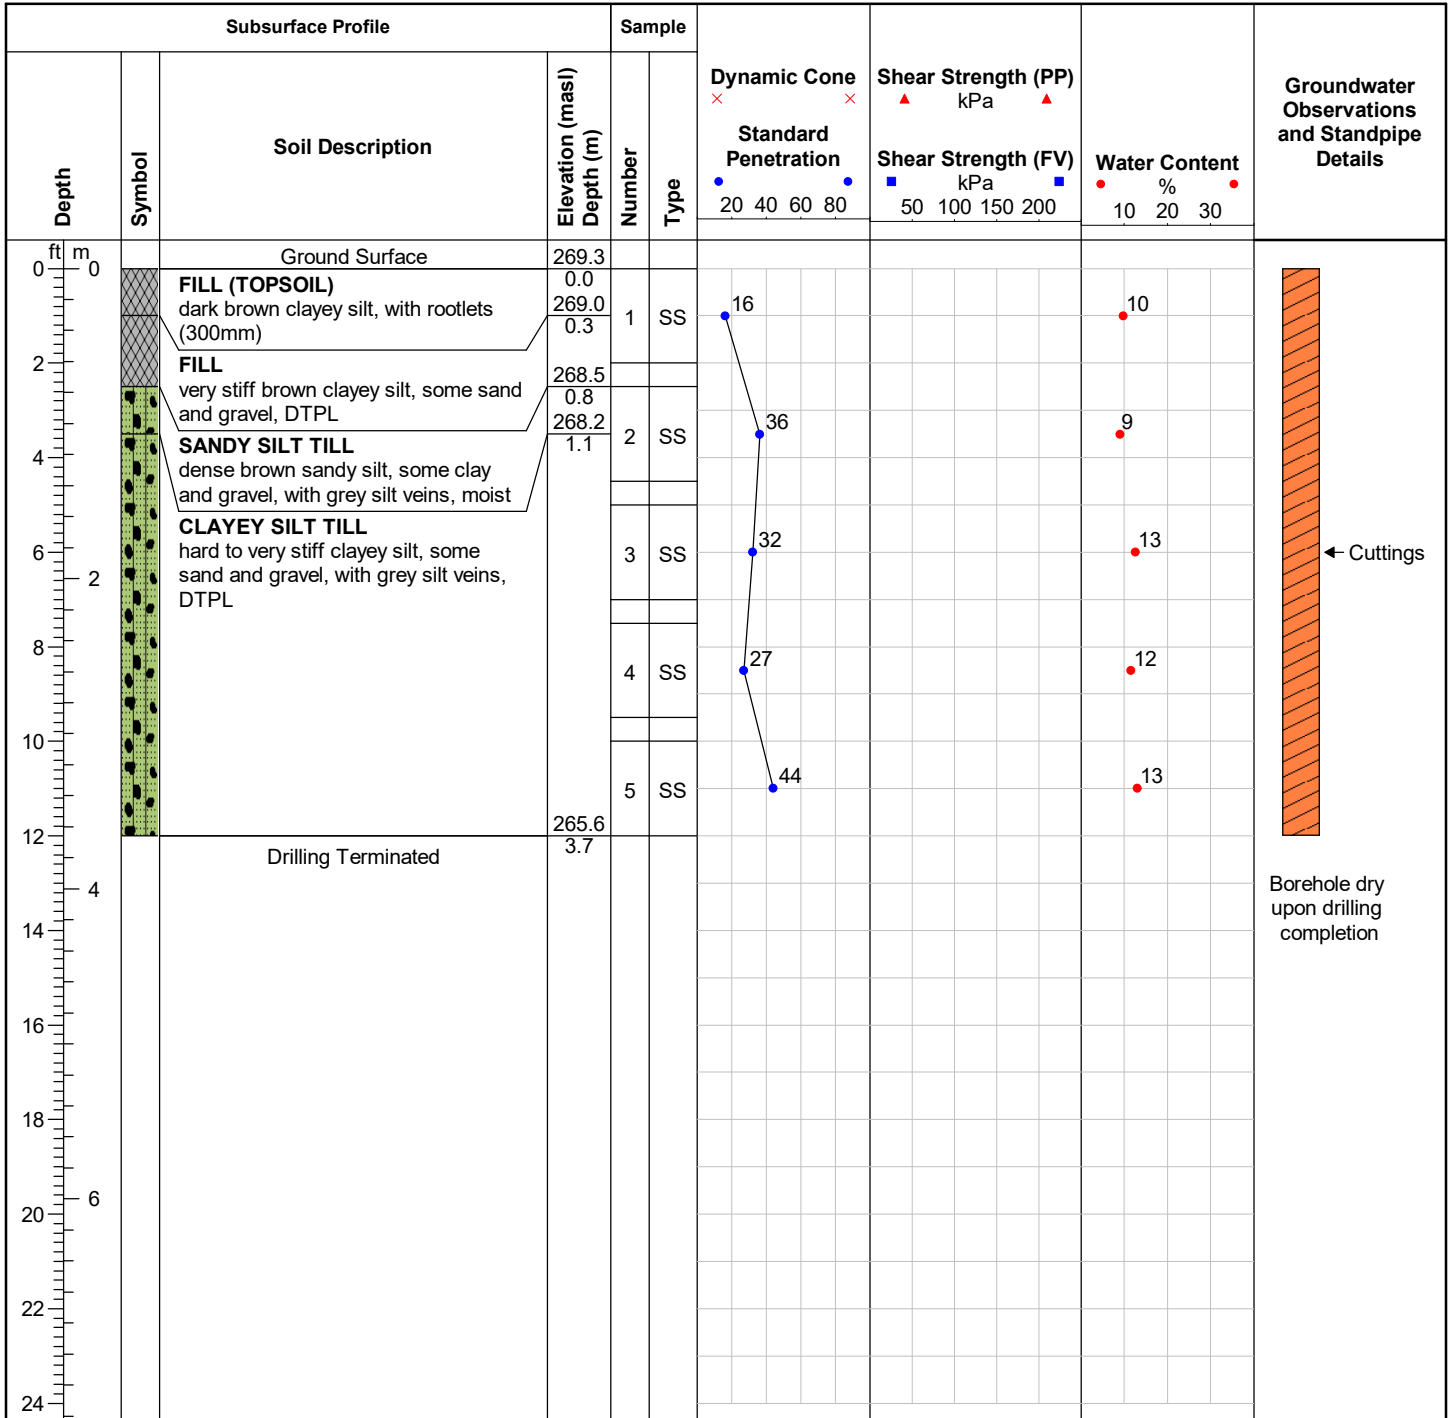 Subsurface Profile
Sample
Depth
Symbol
Soil Description
Elevation (masl)
Depth (m)
Number
Type
Dynamic Cone
Standard
Penetration
20 40 60 80
Shear Strength (PP)
kPa
Shear Strength (FV)
kPa
50 100 150 200
Water Content
%
10 20 30
Groundwater
Observations
and Standpipe
Details
ft m
Ground Surface
269.3
0 0
0.0
FILL (TOPSOIL)
dark brown clayey silt, with rootlets
(300mm)
269.0
0.3
1 SS
16
10
2
FILL
very stiff brown clayey silt, some sand
and gravel, DTPL
268.5
0.8
268.2
1.1
2 SS
36
9
4
SANDY SILT TILL
dense brown sandy silt, some clay
and gravel, with grey silt veins, moist
CLAYEY SILT TILL
hard to very stiff clayey silt, some
sand and gravel, with grey silt veins,
DTPL
6
2
3 SS
32
13
Cuttings
8
4 SS
27
12
10
5 SS
44
13
265.6
12
3.7
Drilling Terminated
4
Borehole dry
upon drilling
completion
14
16
18
6
20
22
24